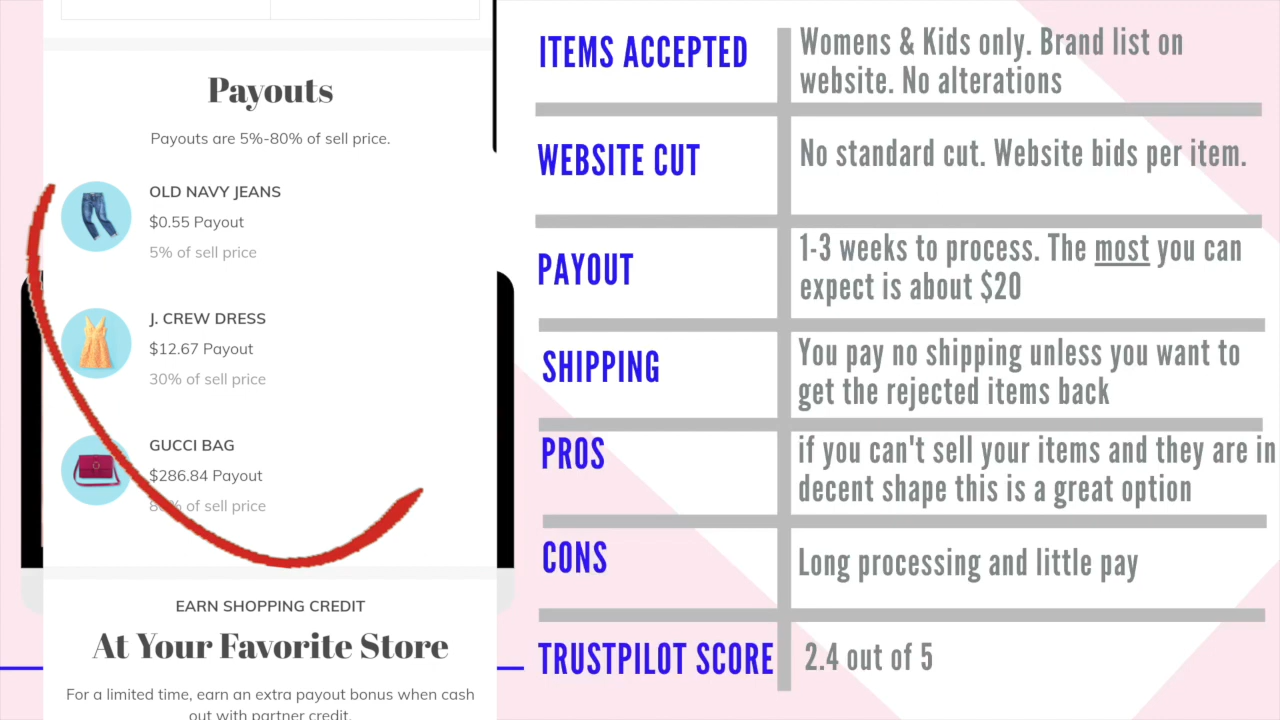 Payouts
Payouts are 5%-80% of sell price.
OLD NAVY JEANS
$0.55 Payout
5% of sell price
J. CREW DRESS
$12.67 Payout
30% of sell price
GUCCI BAG
$286.84 Payout
of sell price
EARN SHOPPING CREDIT
At Your Favorite Store
For a limited time, earn an extra payout bonus when cash
out with partner credit.
ITEMS ACCEPTED
Womens & Kids only. Brand list on
website. No alterations
WEBSITE CUT
No standard cut. Website bids per item.
PAYOUT
1-3 weeks to process. The most you can
expect is about $20
SHIPPING
You pay no shipping unless you want to
get the rejected items back
PROS
if you can't sell your items and they are in
decent shape this is a great option
CONS
Long processing and little pay
TRUSTPILOT SCORE
2.4 out of 5